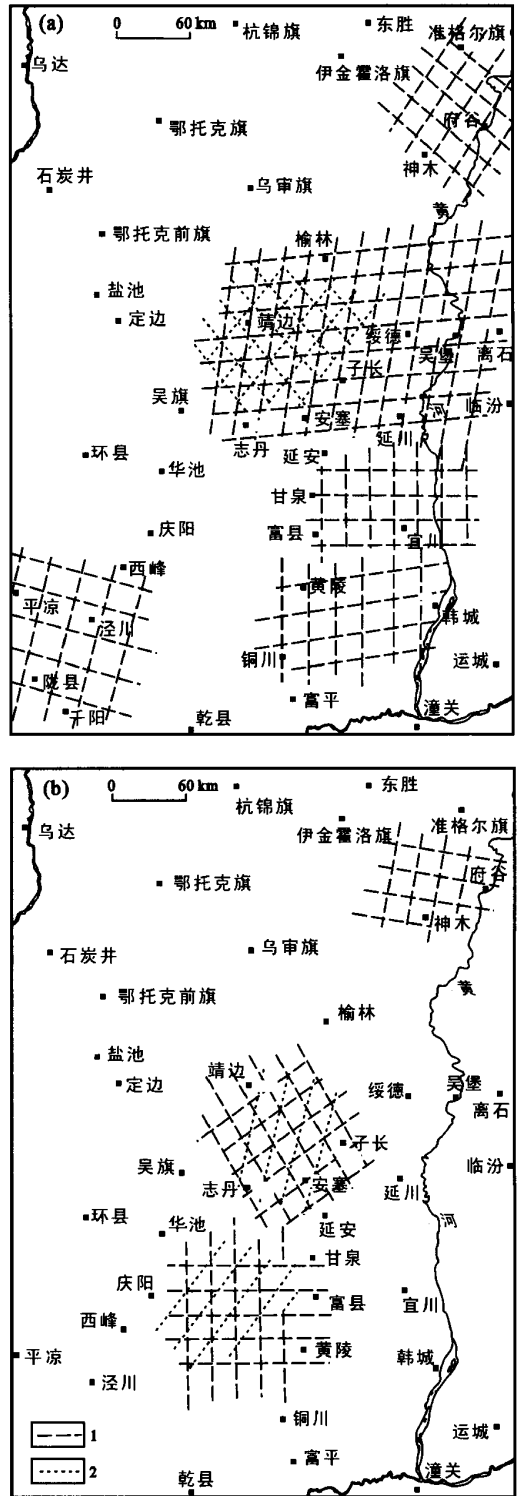 (a)
0 60 km
杭锦旗
东胜
准格尔旗
乌达
伊金霍洛旗
鄂托克旗
府谷
神木
石炭井
乌审旗
黄
鄂托克前旗
榆林
盐池
定边
靖边
绥德
吴堡
离石
子长
吴旗
安塞
河
临汾
志丹
延川
环县
华池
延安
甘泉
庆阳
富县
宜川
西峰
平凉
黄陵
泾川
韩城
铜川
运城
陇县
千阳
富平
乾县
潼关
(b)
0 60 km
杭锦旗
东胜
准格尔旗
乌达
伊金霍洛旗
鄂托克旗
府谷
神木
石炭井
乌审旗
黄
鄂托克前旗
榆林
盐池
定边
靖边
绥德
吴堡
离石
子长
吴旗
志丹
安塞
延川
临汾
环县
华池
延安
河
甘泉
庆阳
富县
宜川
西峰
平凉
黄陵
韩城
泾川
铜川
运城
1
2
富平
乾县
潼关